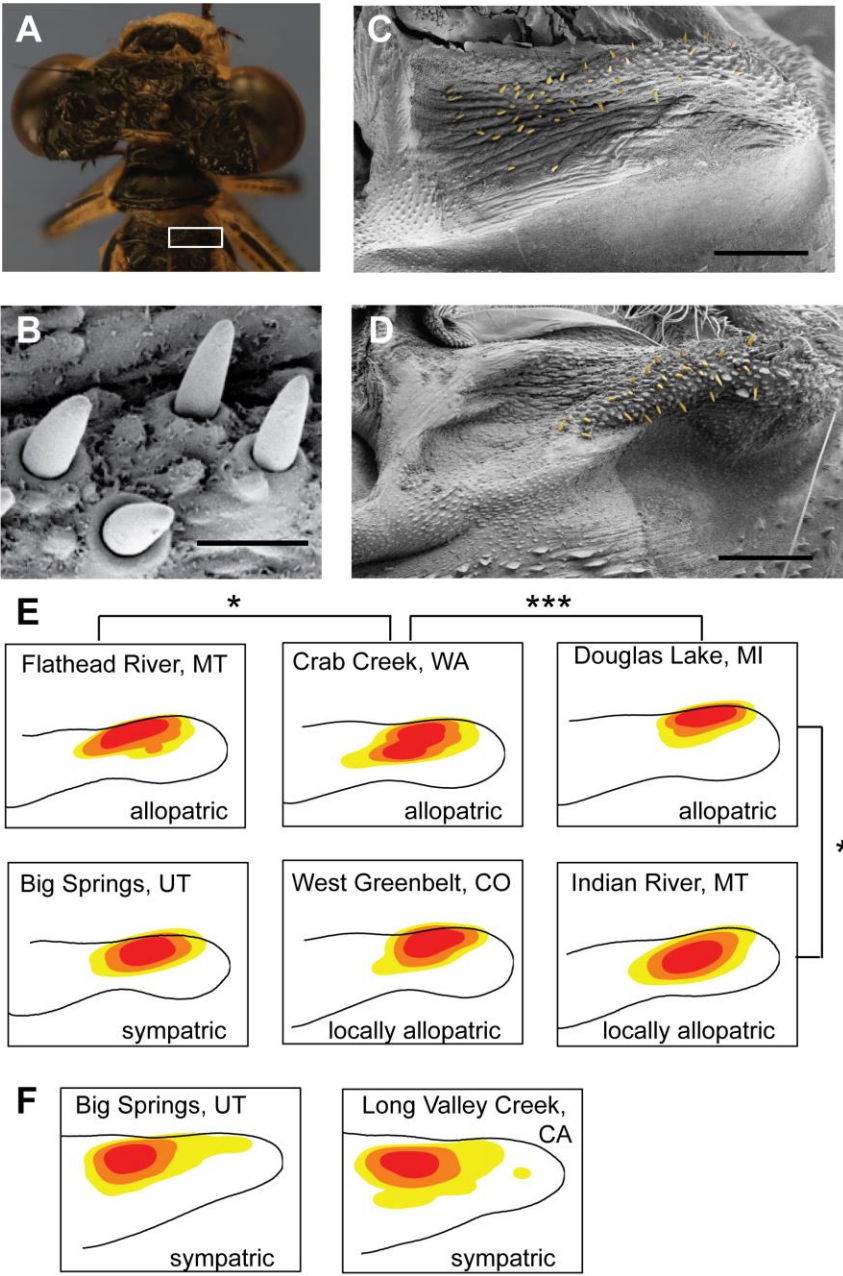 A
C
B
D
E
*
***
Flathead River, MT
allopatric
Crab Creek, WA
allopatric
Douglas Lake, MI
allopatric
*
Big Springs, UT
sympatric
West Greenbelt, CO
locally allopatric
Indian River, MT
locally allopatric
F
Big Springs, UT
sympatric
Long Valley Creek,
CA
sympatric